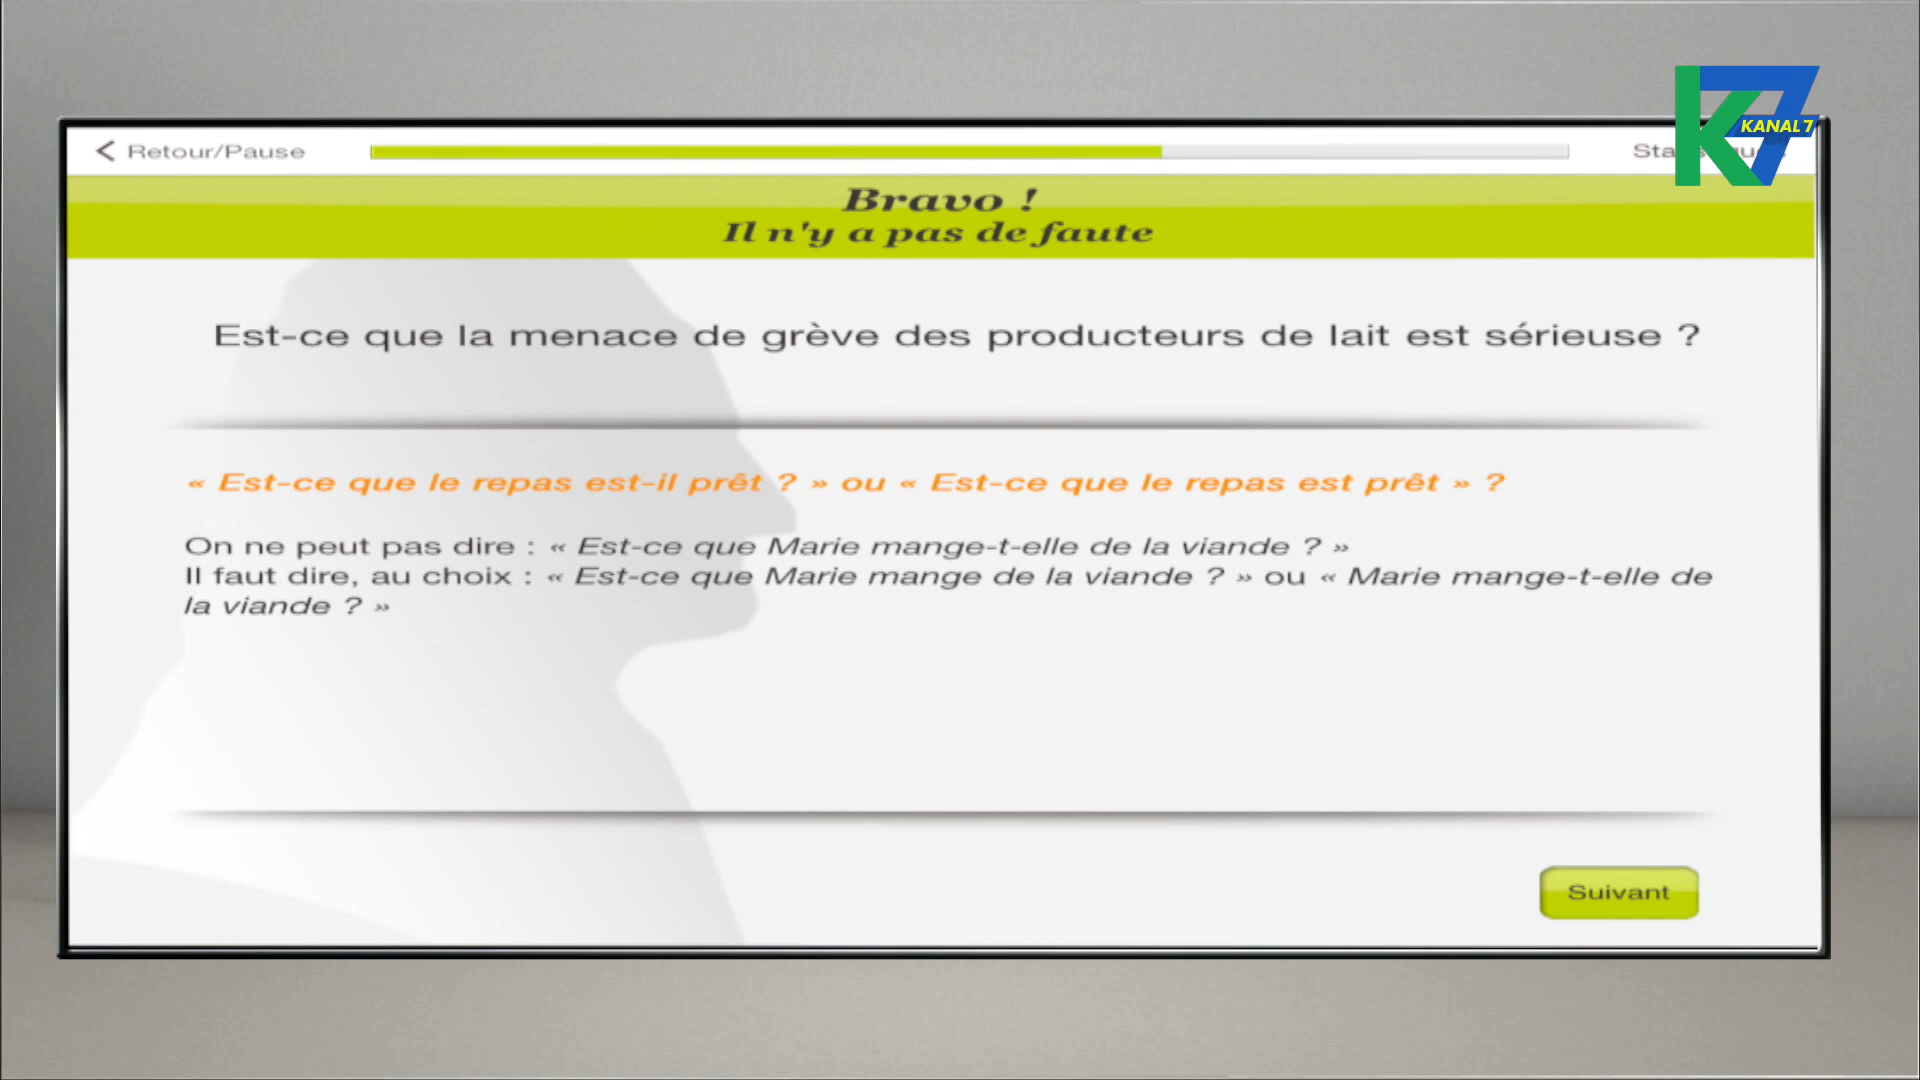 KANAL 7
Retour/Pause
Bravo !
Il n'y a pas de faute
Est-ce que la menace de grève des producteurs de lait est sérieuse ?
« Est-ce que le repas est-il prêt ? » ou « Est-ce que le repas est prêt » ?
On ne peut pas dire : « Est-ce que Marie mange-t-elle de la viande ? »
Il faut dire, au choix : « Est-ce que Marie mange de la viande ? » ou « Marie mange-t-elle de
la viande ? »
Suivant